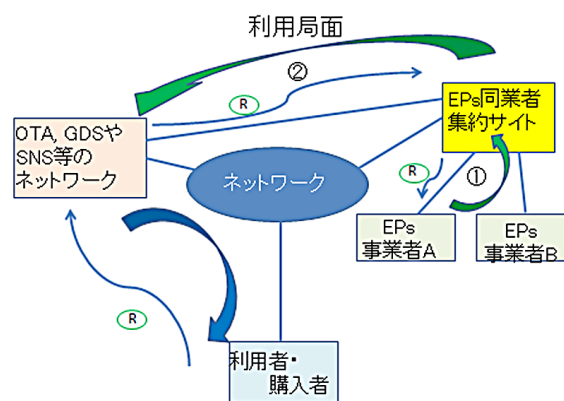 利用局面
②
R
EPs同業者
集約サイト
OTA, GDSや
SNS等の
ネットワーク
ネットワーク
R
①
EPs
事業者A
EPs
事業者B
R
利用者・
購入者